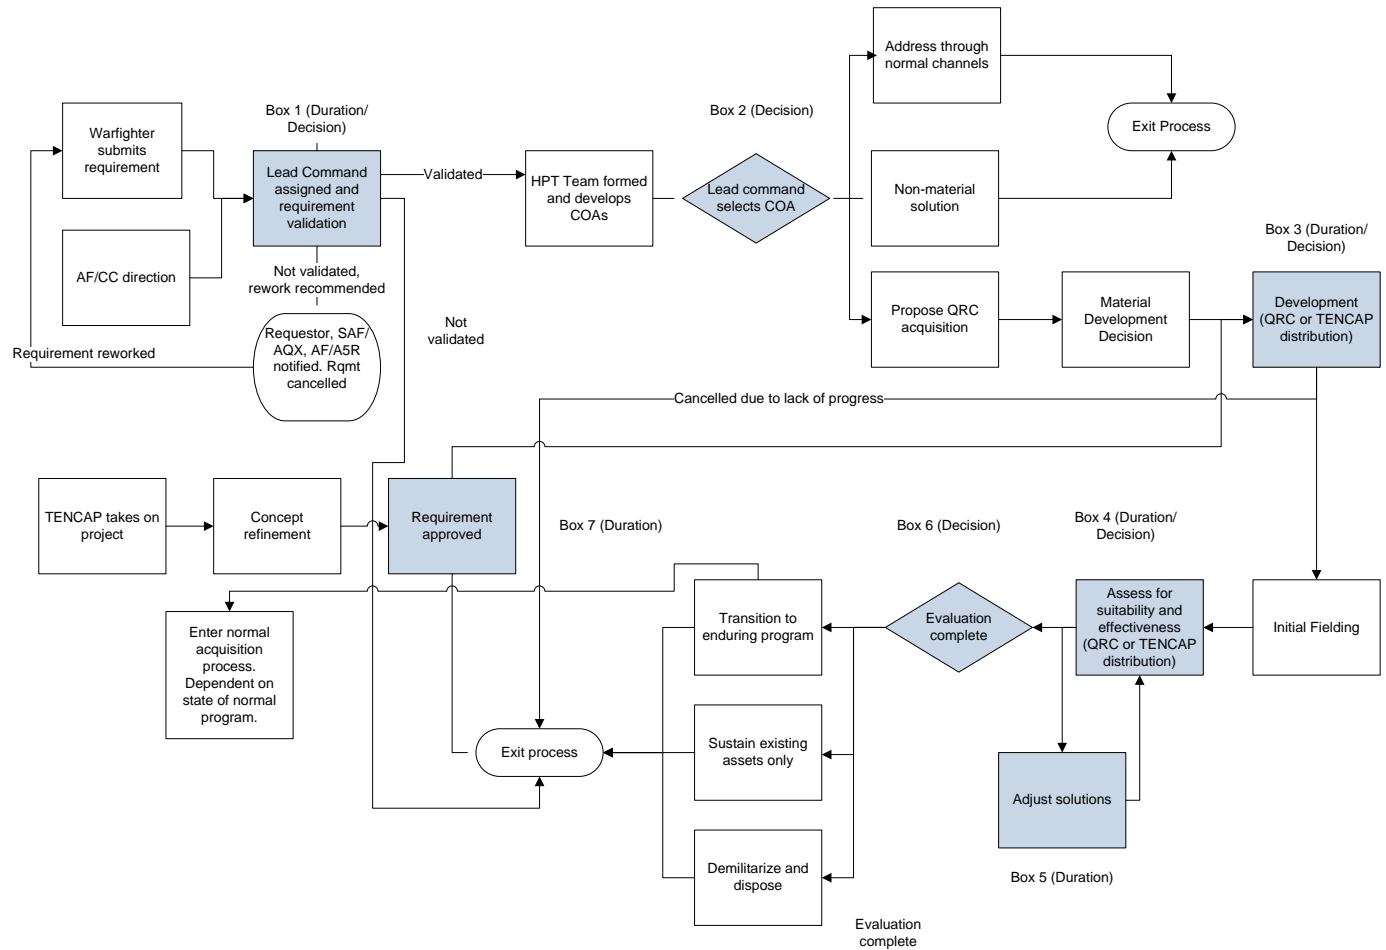 Address through
normal channels
Box 1 (Duration/
Decision)
Box 2 (Decision)
Exit Process
Warfighter
submits
requirement
Lead Command
assigned and
requirement
validation
Validated
HPT Team formed
and develops
COAs
Lead command
selects COA
Non-material
solution
Box 3 (Duration/
Decision)
AF/CC direction
Not validated,
rework recommended
Propose QRC
acquisition
Material
Development
Decision
Development
(QRC or TENCAP
distribution)
Requirement reworked
Requestor, SAF/
AQX, AF/A5R
notified. Rqmt
cancelled
Not
validated
Cancelled due to lack of progress
TENCAP takes on
project
Concept
refinement
Requirement
approved
Box 7 (Duration)
Box 6 (Decision)
Box 4 (Duration/
Decision)
Enter normal
acquisition
process.
Dependent on
state of normal
program.
Transition to
enduring program
Evaluation
complete
Assess for
suitability and
effectiveness
(QRC or TENCAP
distribution)
Initial Fielding
Exit process
Sustain existing
assets only
Adjust solutions
Demilitarize and
dispose
Box 5 (Duration)
Evaluation
complete